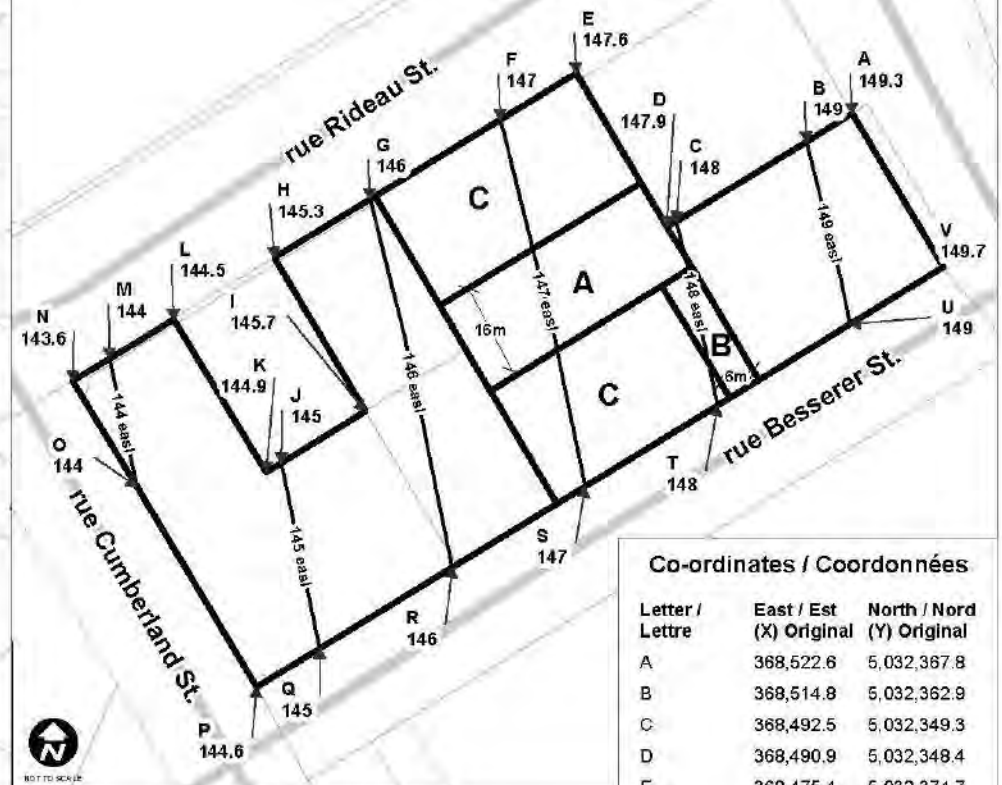 E
147.6
F
147
A
149.3
B
149
D
147.9
C
148
rue Rideau St.
G
146
C
H
145.3
149 easl
L
144.5
V
149.7
M
144
I
145.7
A
147 easl
148 easl
N
143.6
16m
U
149
K
144.9
J
145
146 easl
B
6m
144 easl
C
rue Besserer St.
O
144
T
148
rue Cumberland St.
145 easl
S
147
R
146
Q
145
P
144.6
N
NOT TO SCALE
Co-ordinates / Coordonnées
Letter / East / Est North / Nord
Lettre (X) Original (Y) Original
A 368,522.6 5,032,367.8
B 368,514.8 5,032,362.9
C 368,492.5 5,032,349.3
D 368,490.9 5,032,348.4